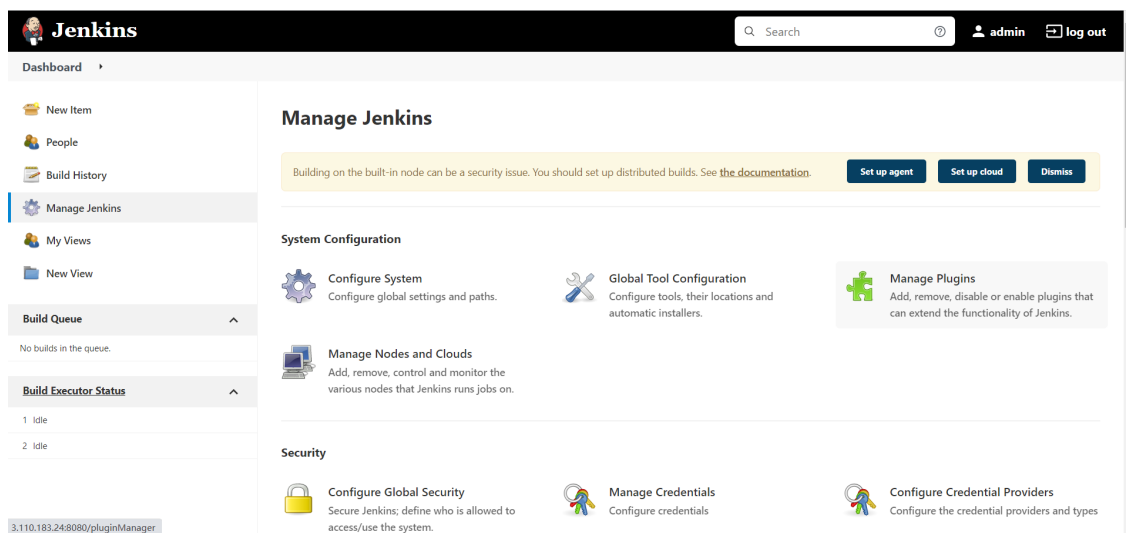 Jenkins
Search
admin
log out
Dashboard
New Item
People
Build History
Manage Jenkins
My Views
New View
Build Queue
No builds in the queue.
Build Executor Status
1 Idle
2 Idle
Manage Jenkins
Building on the built-in node can be a security issue. You should set up distributed builds. See the documentation.
Set up agent
Set up cloud
Dismiss
System Configuration
Configure System
Configure global settings and paths.
Global Tool Configuration
Configure tools, their locations and
automatic installers.
Manage Plugins
Add, remove, disable or enable plugins that
can extend the functionality of Jenkins.
Manage Nodes and Clouds
Add, remove, control and monitor the
various nodes that Jenkins runs jobs on.
Security
Configure Global Security
Secure Jenkins; define who is allowed to
access/use the system.
Manage Credentials
Configure credentials
Configure Credential Providers
Configure the credential providers and types
3.110.183.24:8080/pluginManager